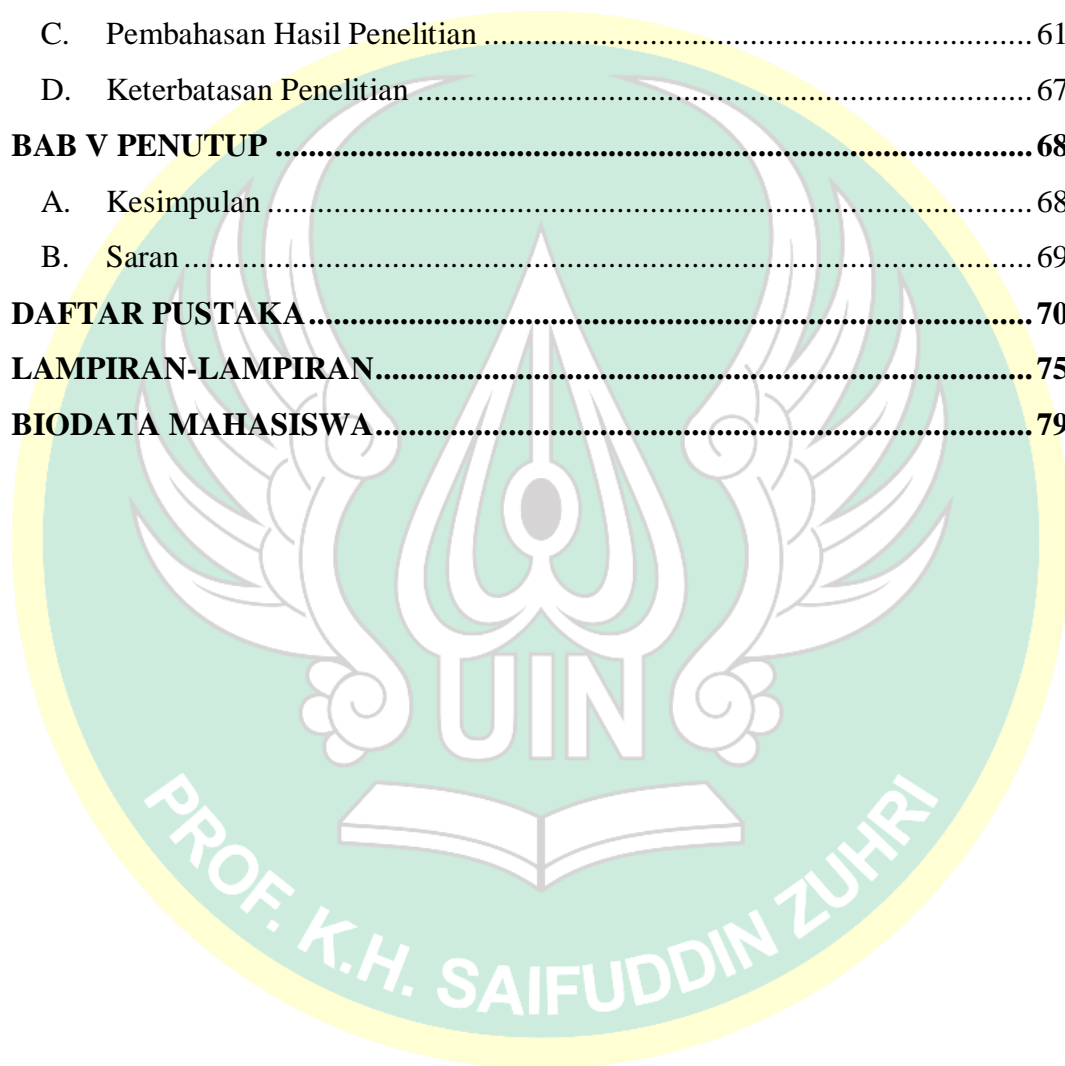 C. Pembahasan Hasil Penelitian ........................................................................ 61
D. Keterbatasan Penelitian ................................................................................. 67
BAB V PENUTUP ................................................................................................ 68
A. Kesimpulan .................................................................................................... 68
B. Saran ............................................................................................................... 69
DAFTAR PUSTAKA ............................................................................................ 70
LAMPIRAN-LAMPIRAN ................................................................................... 75
BIODATA MAHASISWA ................................................................................... 79
UIN
PROF. K.H. SAIFUDDIN ZUHRI